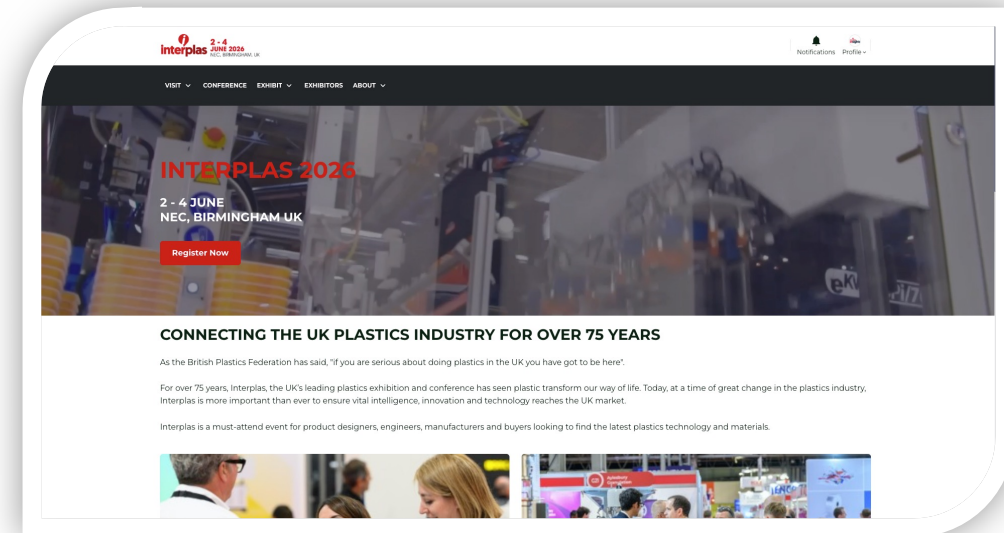 interplas
2 - 4
JUNE 2026
NEC, BIRMINGHAM, UK
Notifications Profile
VISIT CONFERENCE EXHIBIT EXHIBITORS ABOUT
INTERPLAS 2026
2 - 4 JUNE
NEC, BIRMINGHAM UK
Register Now
CONNECTING THE UK PLASTICS INDUSTRY FOR OVER 75 YEARS
As the British Plastics Federation has said, "if you are serious about doing plastics in the UK you have got to be here".
For over 75 years, Interplas, the UK's leading plastics exhibition and conference has seen plastic transform our way of life. Today, at a time of great change in the plastics industry,
Interplas is more important than ever to ensure vital intelligence, innovation and technology reaches the UK market.
Interplas is a must-attend event for product designers, engineers, manufacturers and buyers looking to find the latest plastics technology and materials.